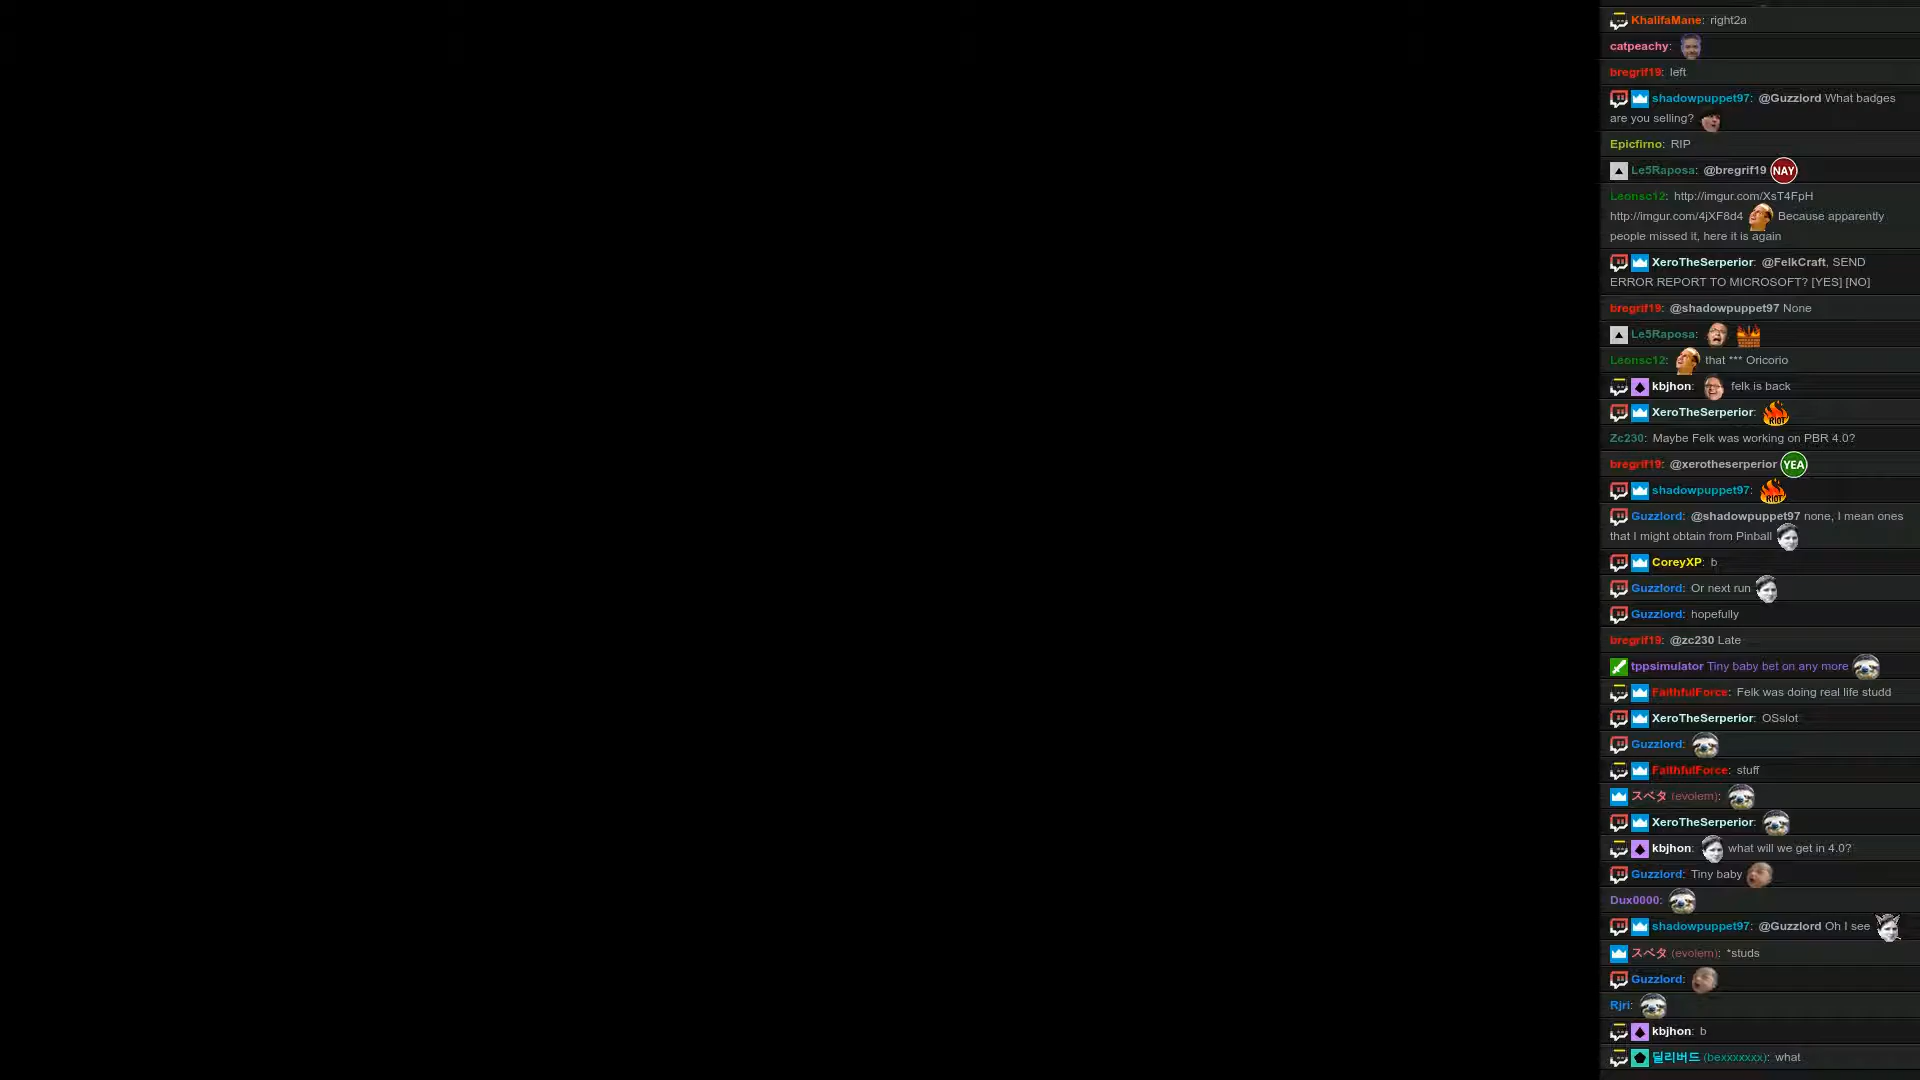 KhalifaMane: right2a
catpeachy:
bregrif19: left
shadowpuppet97: @Guzzlord What badges
are you selling?
Epicfirno: RIP
Le5Raposa: @bregrif19 NAY
Leonsc12: http://imgur.com/XsT4FpH
http://imgur.com/4jXF8d4 Because apparently
people missed it, here it is again
XeroTheSerperior: @FelkCraft, SEND
ERROR REPORT TO MICROSOFT? [YES] [NO]
bregrif19: @shadowpuppet97 None
Le5Raposa:
Leonsc12: that *** Oricorio
kbjhon: felk is back
XeroTheSerperior: RIOT
Zc230: Maybe Felk was working on PBR 4.0?
bregrif19: @xerotheserperior YEA
shadowpuppet97: RIOT
Guzzlord: @shadowpuppet97 none, I mean ones
that I might obtain from Pinball
CoreyXP: b
Guzzlord: Or next run
Guzzlord: hopefully
bregrif19: @zc230 Late
tppsimulator Tiny baby bet on any more
FaithfulForce: Felk was doing real life studd
XeroTheSerperior: OSslot
Guzzlord:
FaithfulForce: stuff
スベタ (evolem):
XeroTheSerperior:
kbjhon: what will we get in 4.0?
Guzzlord: Tiny baby
Dux0000:
shadowpuppet97: @Guzzlord Oh I see
スベタ (evolem): *studs
Guzzlord:
Rjri:
kbjhon: b
딜리버드 (bexxxxxxx): what